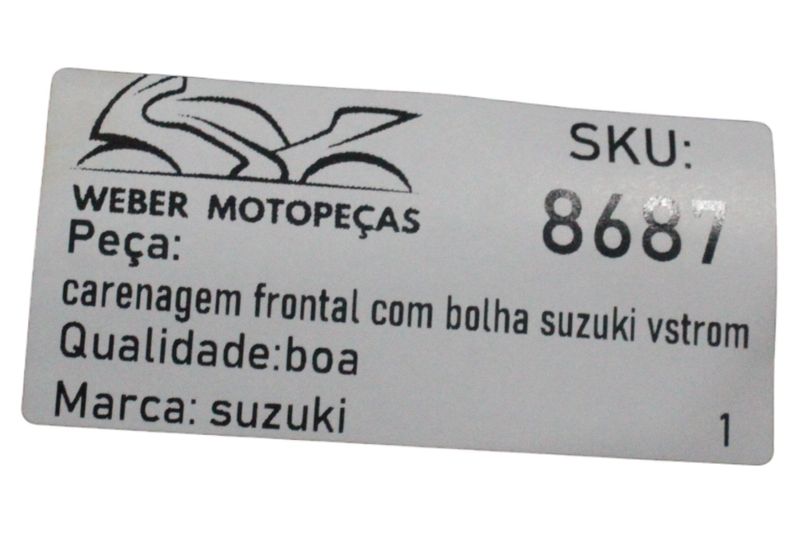 WEBER MOTOPEÇAS
SKU:
8687
Peça:
carenagem frontal com bolha suzuki vstrom
Qualidade:boa
Marca: suzuki
1